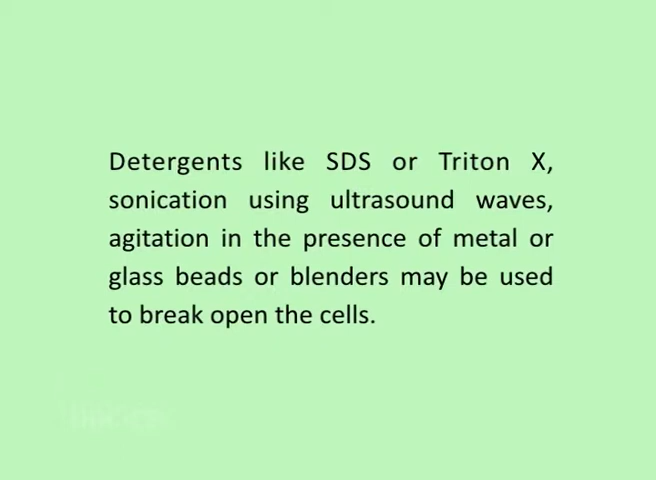 Detergents like SDS or Triton X,
sonication using ultrasound waves,
agitation in the presence of metal or
glass beads or blenders may be used
to break open the cells.